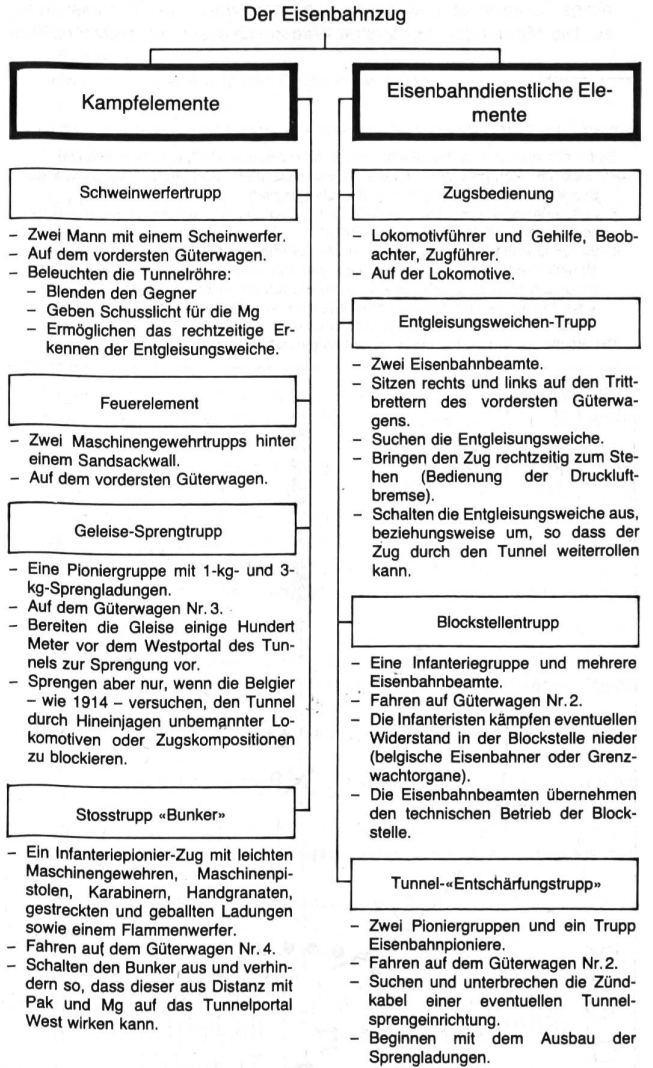 Der Eisenbahnzug
Kampfelemente
Schweinwerfertrupp
– Zwei Mann mit einem Scheinwerfer.
– Auf dem vordersten Güterwagen.
– Beleuchten die Tunnelröhre:
– Blenden den Gegner
– Geben Schusslicht für die Mg
– Ermöglichen das rechtzeitige Er-
kennen der Entgleisungsweiche.
Feuerelement
– Zwei Maschinengewehrtrupps hinter
einem Sandsackwall.
– Auf dem vordersten Güterwagen.
Geleise-Sprengtrupp
– Eine Pioniergruppe mit 1-kg- und 3-
kg-Sprengladungen.
– Auf dem Güterwagen Nr. 3.
– Bereiten die Gleise einige Hundert
Meter vor dem Westportal des Tun-
nels zur Sprengung vor.
– Sprengen aber nur, wenn die Belgier
– wie 1914 – versuchen, den Tunnel
durch Hineinjagen unbemannter Lo-
komotiven oder Zugskompositionen
zu blockieren.
Stosstrupp «Bunker»
– Ein Infanteriepionier-Zug mit leichten
Maschinengewehren, Maschinenpi-
stolen, Karabinern, Handgranaten,
gestreckten und geballten Ladungen
sowie einem Flammenwerfer.
– Fahren auf dem Güterwagen Nr. 4.
– Schalten den Bunker aus und verhin-
dern so, dass dieser aus Distanz mit
Pak und Mg auf das Tunnelportal
West wirken kann.
Eisenbahndienstliche Ele-
mente
Zugsbedienung
– Lokomotivführer und Gehilfe, Beob-
achter, Zugführer.
– Auf der Lokomotive.
Entgleisungsweichen-Trupp
– Zwei Eisenbahnbeamte.
– Sitzen rechts und links auf den Tritt-
brettern des vordersten Güterwa-
gens.
– Suchen die Entgleisungsweiche.
– Bringen den Zug rechtzeitig zum Ste-
hen (Bedienung der Druckluft-
bremse).
– Schalten die Entgleisungsweiche aus,
beziehungsweise um, so dass der
Zug durch den Tunnel weiterrollen
kann.
Blockstellentrupp
– Eine Infanteriegruppe und mehrere
Eisenbahnbeamte.
– Fahren auf Güterwagen Nr. 2.
– Die Infanteristen kämpfen eventuellen
Widerstand in der Blockstelle nieder
(belgische Eisenbahner oder Grenz-
wachtorgane).
– Die Eisenbahnbeamten übernehmen
den technischen Betrieb der Block-
stelle.
Tunnel-«Entschärfungstrupp»
– Zwei Pioniergruppen und ein Trupp
Eisenbahnpioniere.
– Fahren auf dem Güterwagen Nr. 2.
– Suchen und unterbrechen die Zünd-
kabel einer eventuellen Tunnel-
sprengeinrichtung.
– Beginnen mit dem Ausbau der
Sprengladungen.